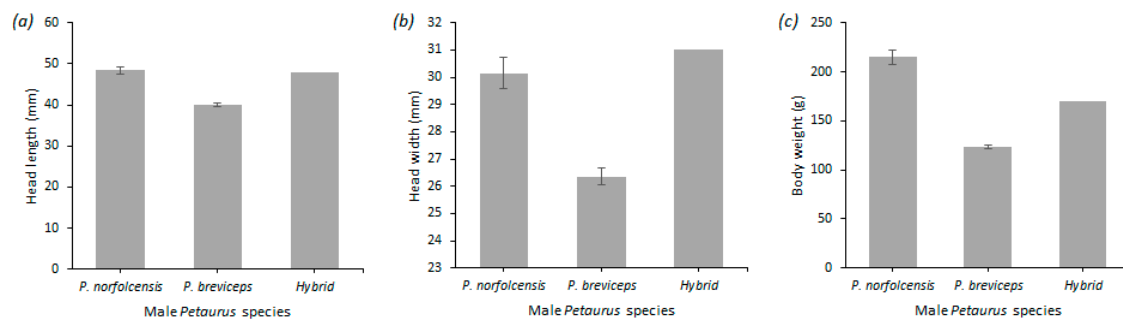 (a)
60
50
40
30
20
10
0
Head length (mm)
P. norfolcensis P. breviceps Hybrid
Male Petaurus species
(b)
32
31
30
29
28
27
26
25
24
23
Head width (mm)
P. norfolcensis P. breviceps Hybrid
Male Petaurus species
(c)
250
200
150
100
50
0
Body weight (g)
P. norfolcensis P. breviceps Hybrid
Male Petaurus species